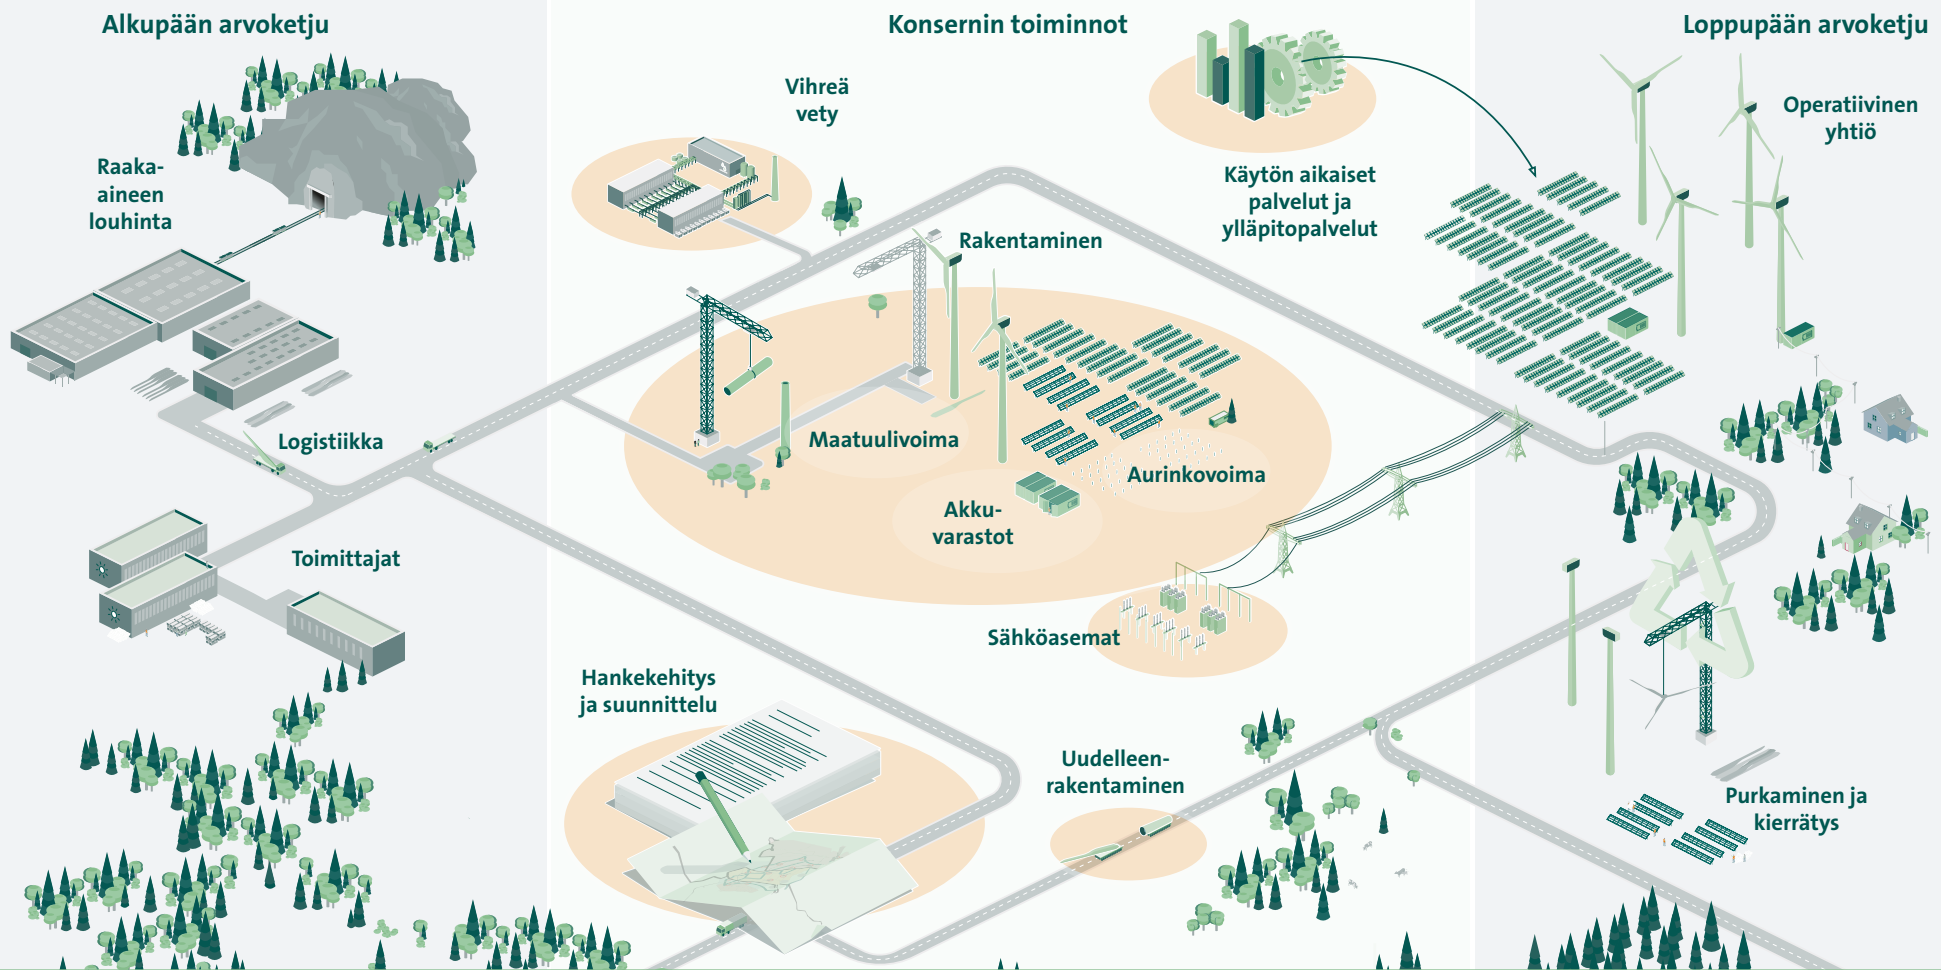 Alkupään arvoketju
Konsernin toiminnot
Loppupään arvoketju
Raaka-
aineen
louhinta
Logistiikka
Toimittajat
Vihreä
vety
Käytön aikaiset
palvelut ja
ylläpitopalvelut
Rakentaminen
Maatuulivoima
Aurinkovoima
Akku-
varastot
Sähköasemat
Hankekehitys
ja suunnittelu
Uudelleen-
rakentaminen
Operatiivinen
yhtiö
Purkaminen ja
kierrätys